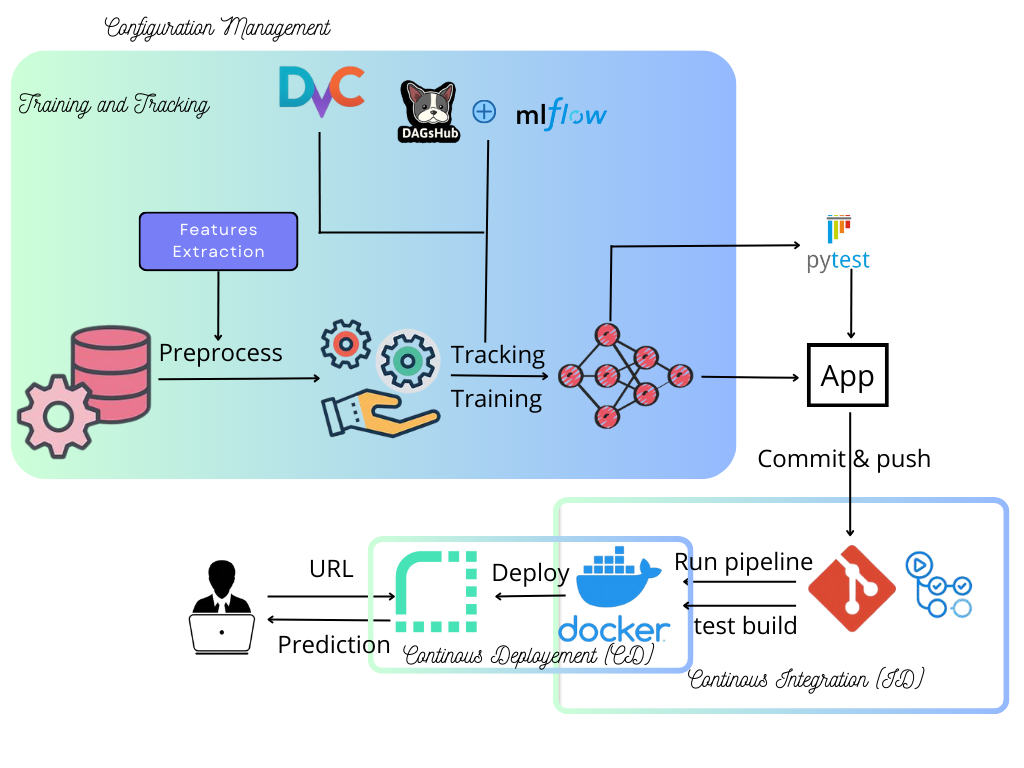 Configuration Management
Training and Tracking
DVC
DAGsHub
mlflow
Features
Extraction
pytest
Preprocess
Tracking
Training
App
Commit & push
URL
Deploy
Run pipeline
docker
test build
Prediction
Continous Deployement (CD)
Continous Integration (ID)